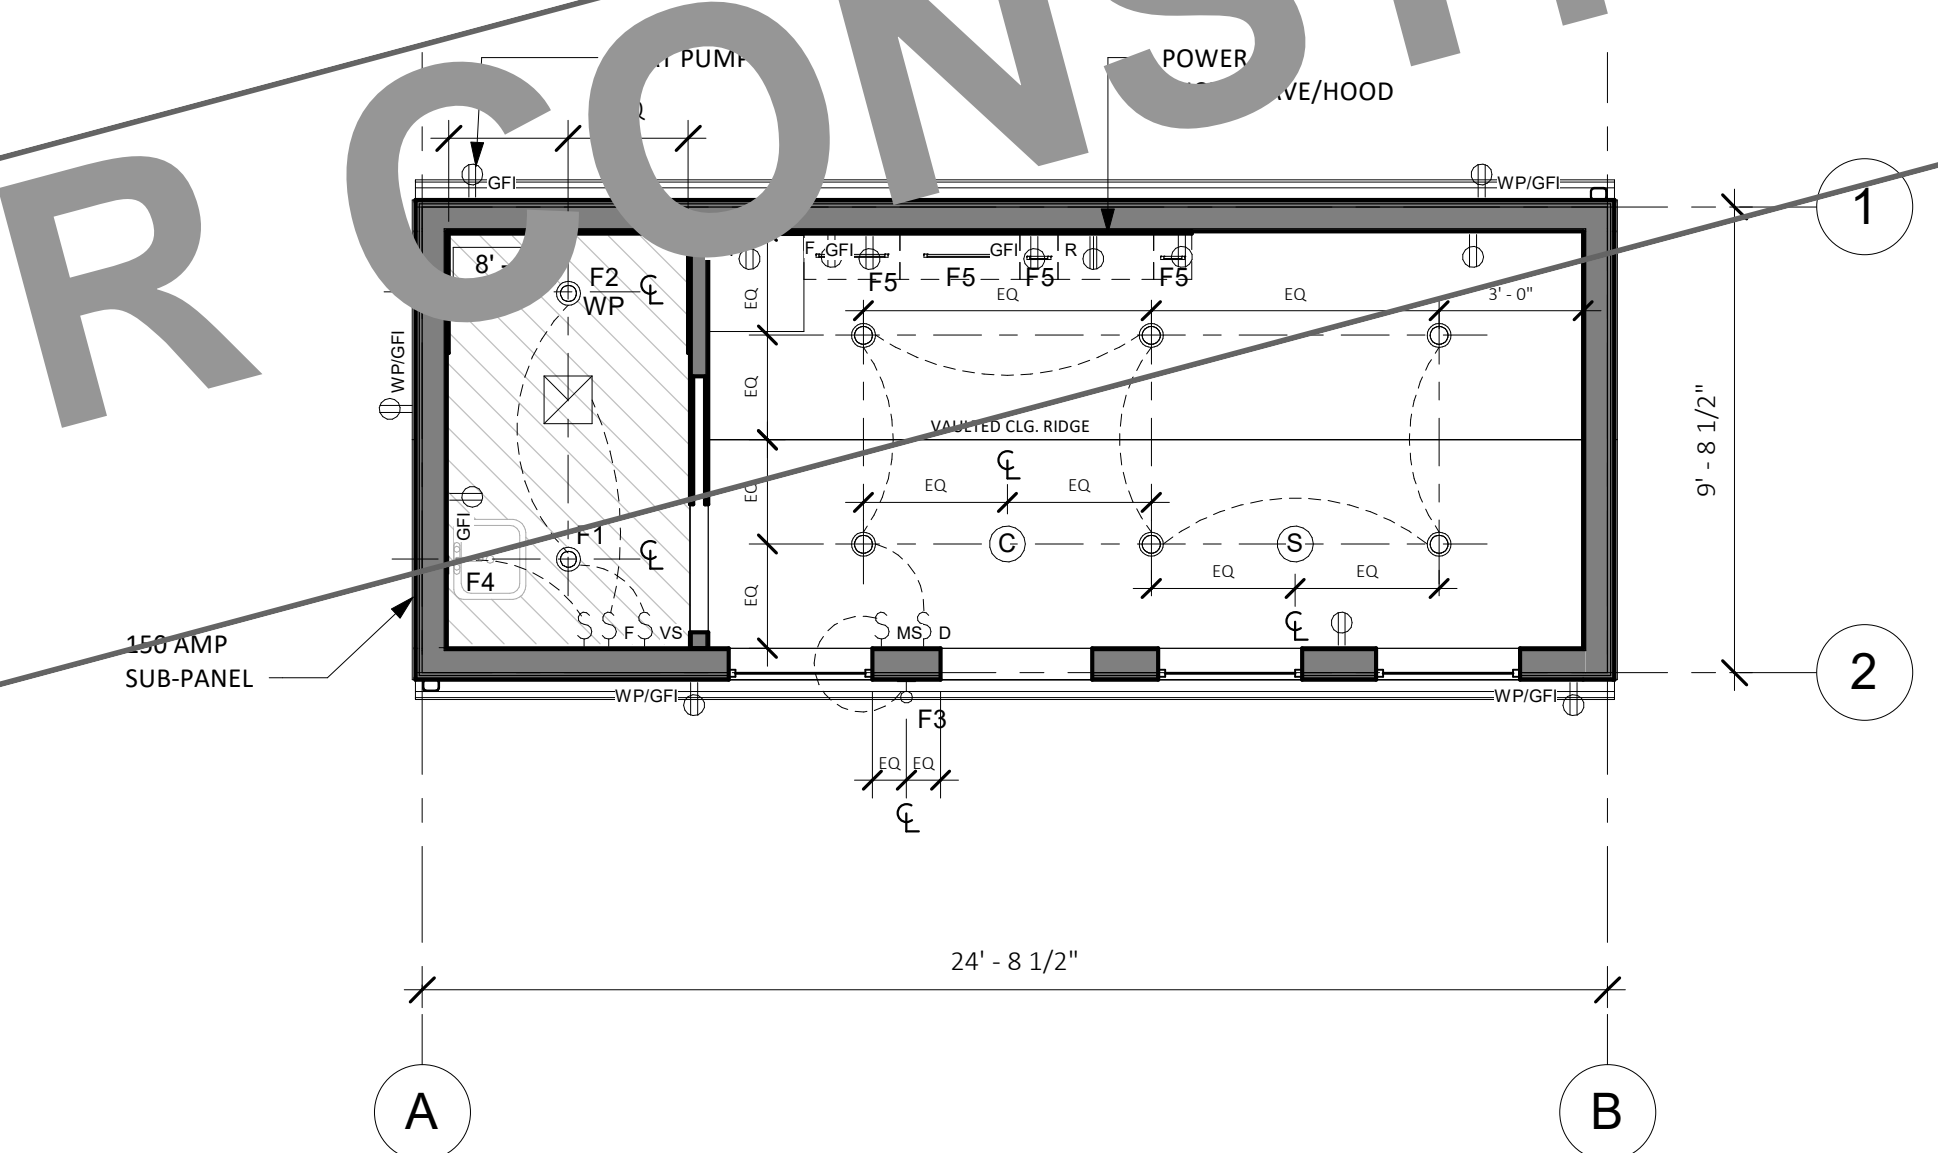 R CONST
PUMP
POWER
AVE/HOOD
GFI
WP/GFI
1
8'
F2
WP
℄
F
GFI
GFI
R
F5
F5
F5
F5
EQ
EQ
EQ
3' - 0"
WP/GFI
EQ
VAULTED CLG. RIDGE
9' - 8 1/2"
℄
EQ
EQ
EQ
GFI
F1
℄
C
S
F4
EQ
EQ
EQ
150 AMP
SUB-PANEL
S
S
F
S
VS
S
MS
S
D
℄
2
WP/GFI
WP/GFI
F3
EQ
EQ
℄
24' - 8 1/2"
A
B